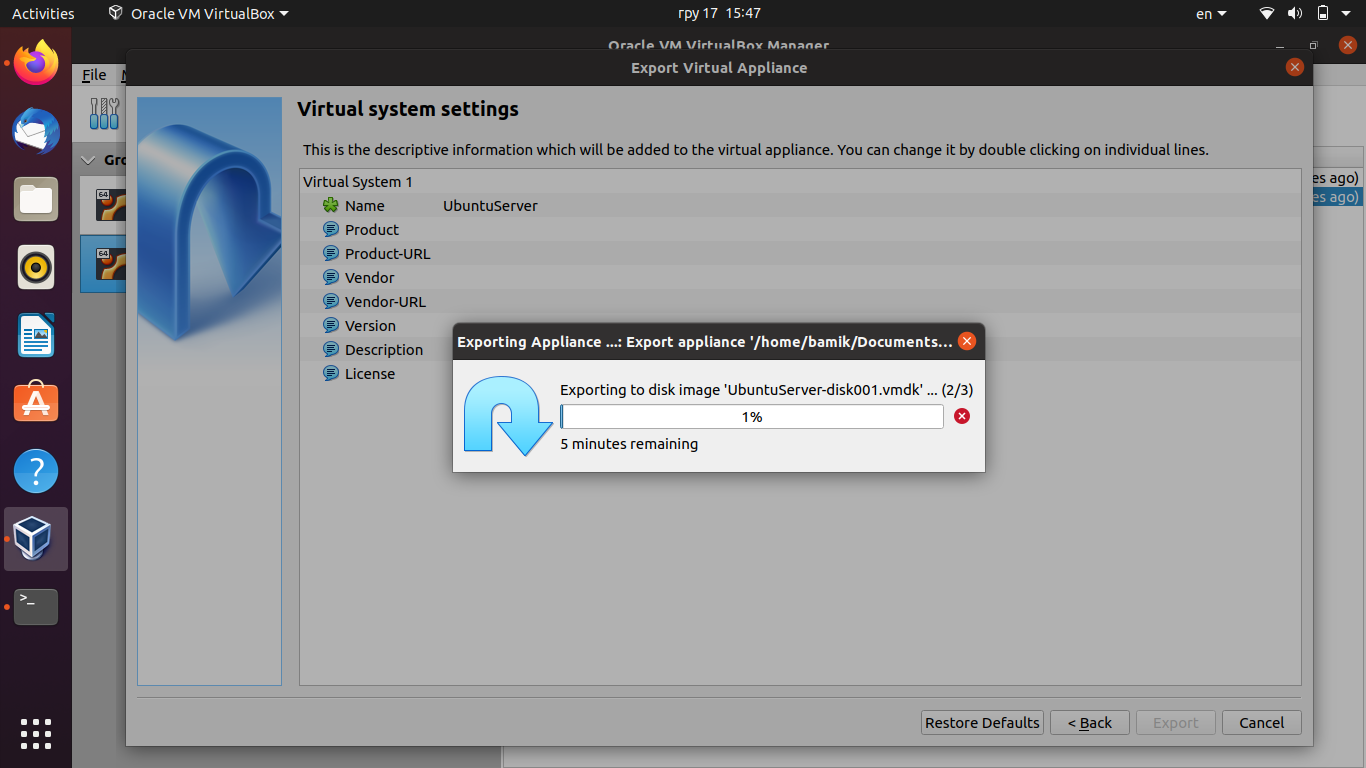 Activities
Oracle VM VirtualBox
гру 17 15:47
en
Oracle VM VirtualBox Manager
Export Virtual Appliance
File
Virtual system settings
This is the descriptive information which will be added to the virtual appliance. You can change it by double clicking on individual lines.
Virtual System 1
Name UbuntuServer
Product
Product-URL
Vendor
Vendor-URL
Version
Description
License
Exporting Appliance ...: Export appliance '/home/bamik/Documents...
Exporting to disk image 'UbuntuServer-disk001.vmdk' ... (2/3)
1%
5 minutes remaining
64
64
ago)
ago)
>_
Restore Defaults
< Back
Export
Cancel